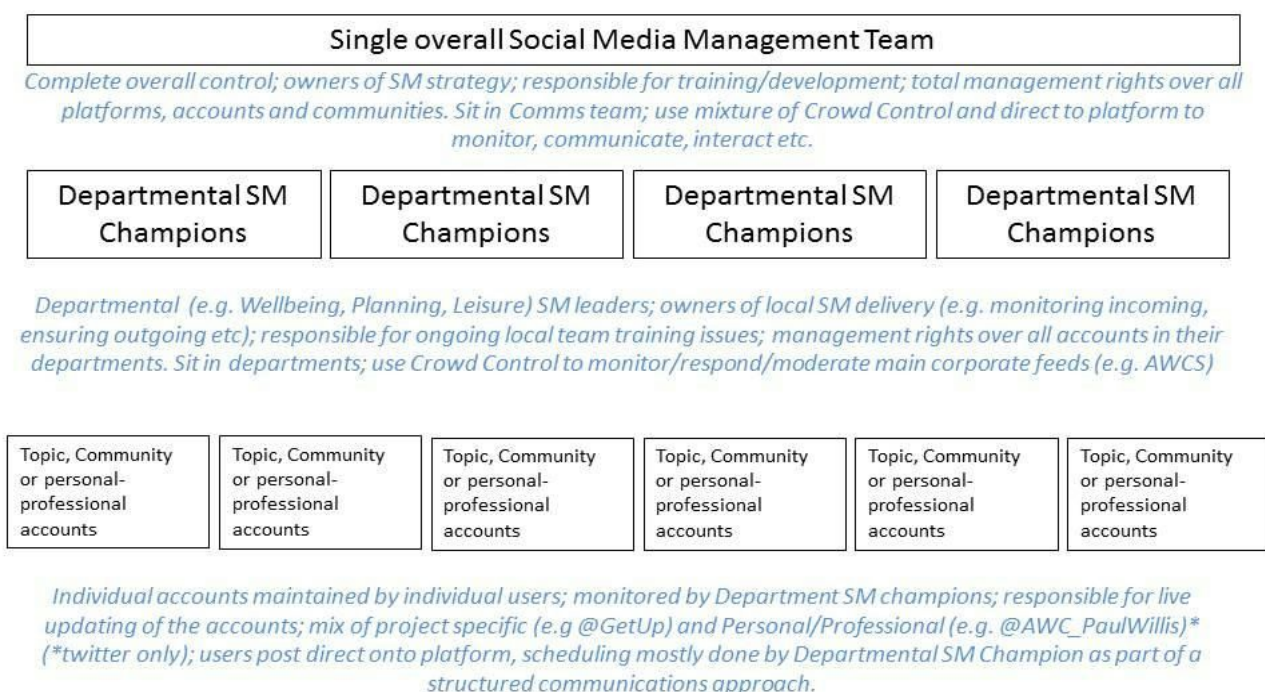 Single overall Social Media Management Team
Complete overall control; owners of SM strategy; responsible for training/development; total management rights over all
platforms, accounts and communities. Sit in Comms team; use mixture of Crowd Control and direct to platform to
monitor, communicate, interact etc.
Departmental SM
Champions
Departmental SM
Champions
Departmental SM
Champions
Departmental SM
Champions
Departmental (e.g. Wellbeing, Planning, Leisure) SM leaders; owners of local SM delivery (e.g. monitoring incoming,
ensuring outgoing etc); responsible for ongoing local team training issues; management rights over all accounts in their
departments. Sit in departments; use Crowd Control to monitor/respond/moderate main corporate feeds (e.g. AWCS)
Topic, Community
or personal-
professional
accounts
Topic, Community
or personal-
professional
accounts
Topic, Community
or personal-
professional
accounts
Topic, Community
or personal-
professional
accounts
Topic, Community
or personal-
professional
accounts
Topic, Community
or personal-
professional
accounts
Individual accounts maintained by individual users; monitored by Department SM champions; responsible for live
updating of the accounts; mix of project specific (e.g @GetUp) and Personal/Professional (e.g. @AWC_PaulWillis)*
(*twitter only); users post direct onto platform, scheduling mostly done by Departmental SM Champion as part of a
structured communications approach.